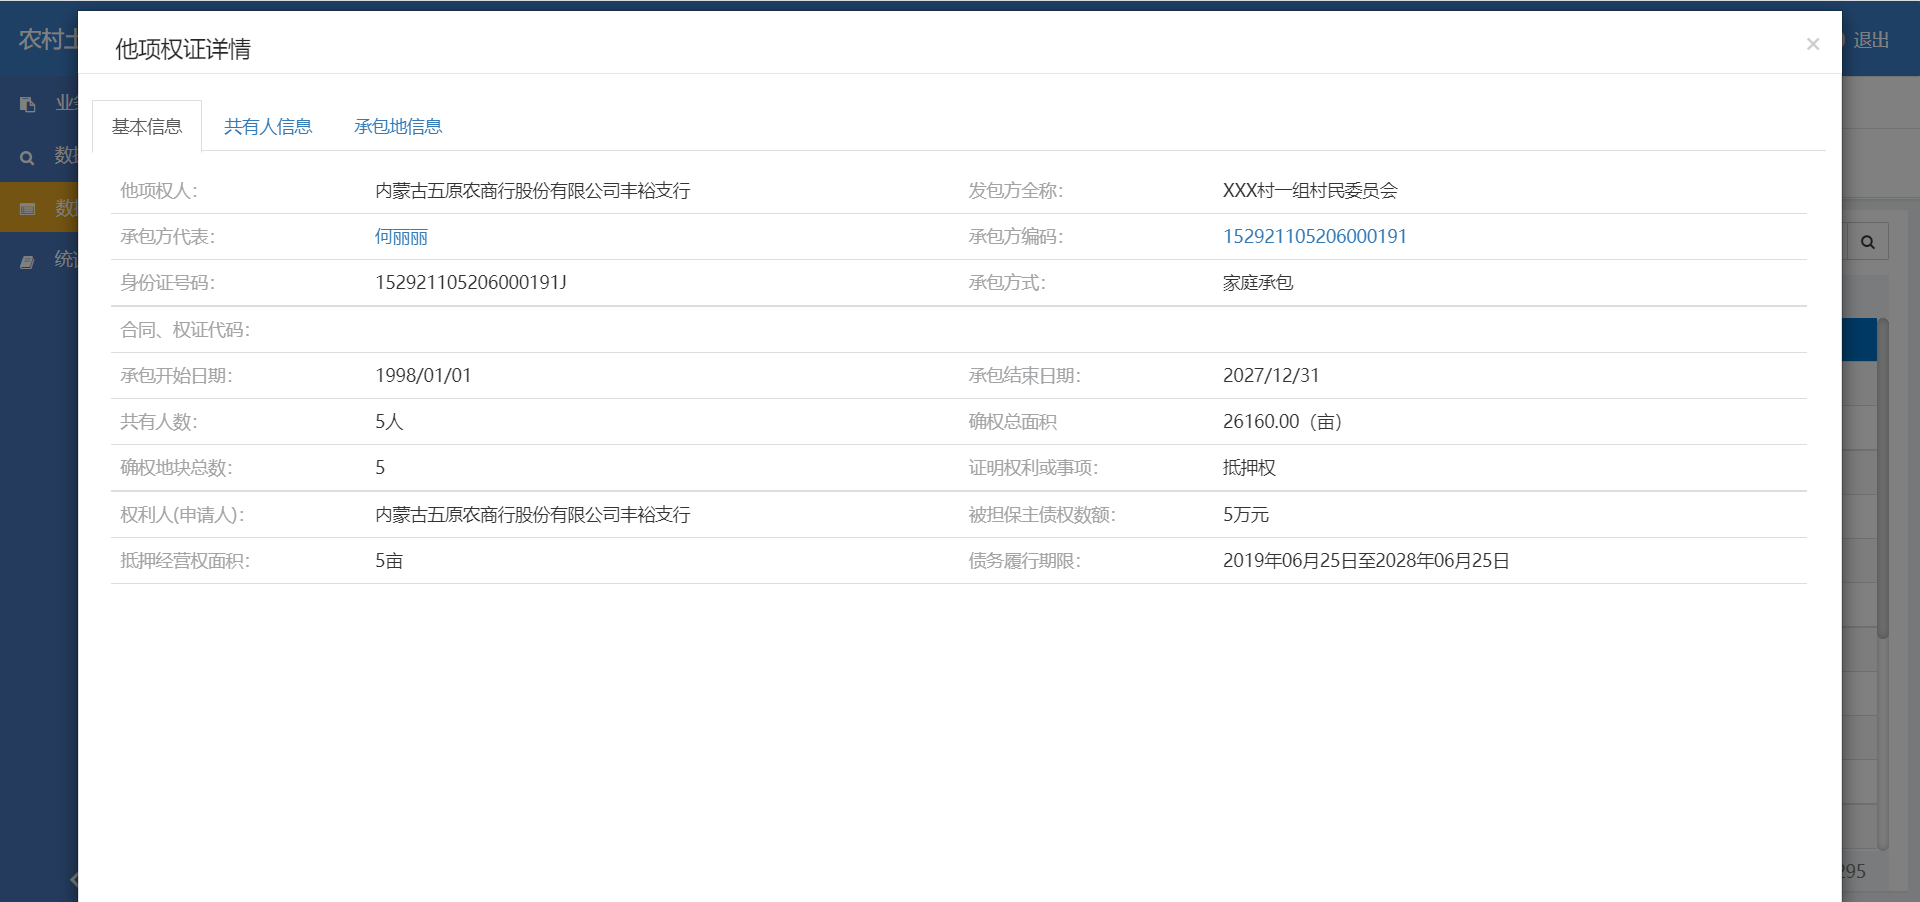 农村土
他项权证详情
×
退出
业务
数据
数据
统计
基本信息 共有人信息 承包地信息
他项权人： 内蒙古五原农商行股份有限公司丰裕支行 发包方全称： XXX村一组村民委员会
承包方代表： 何丽丽 承包方编码： 152921105206000191
身份证号码： 152921105206000191J 承包方式： 家庭承包
合同、权证代码：
承包开始日期： 1998/01/01 承包结束日期： 2027/12/31
共有人数： 5人 确权总面积 26160.00（亩）
确权地块总数： 5 证明权利或事项： 抵押权
权利人(申请人)： 内蒙古五原农商行股份有限公司丰裕支行 被担保主债权数额： 5万元
抵押经营权面积： 5亩 债务履行期限： 2019年06月25日至2028年06月25日
295